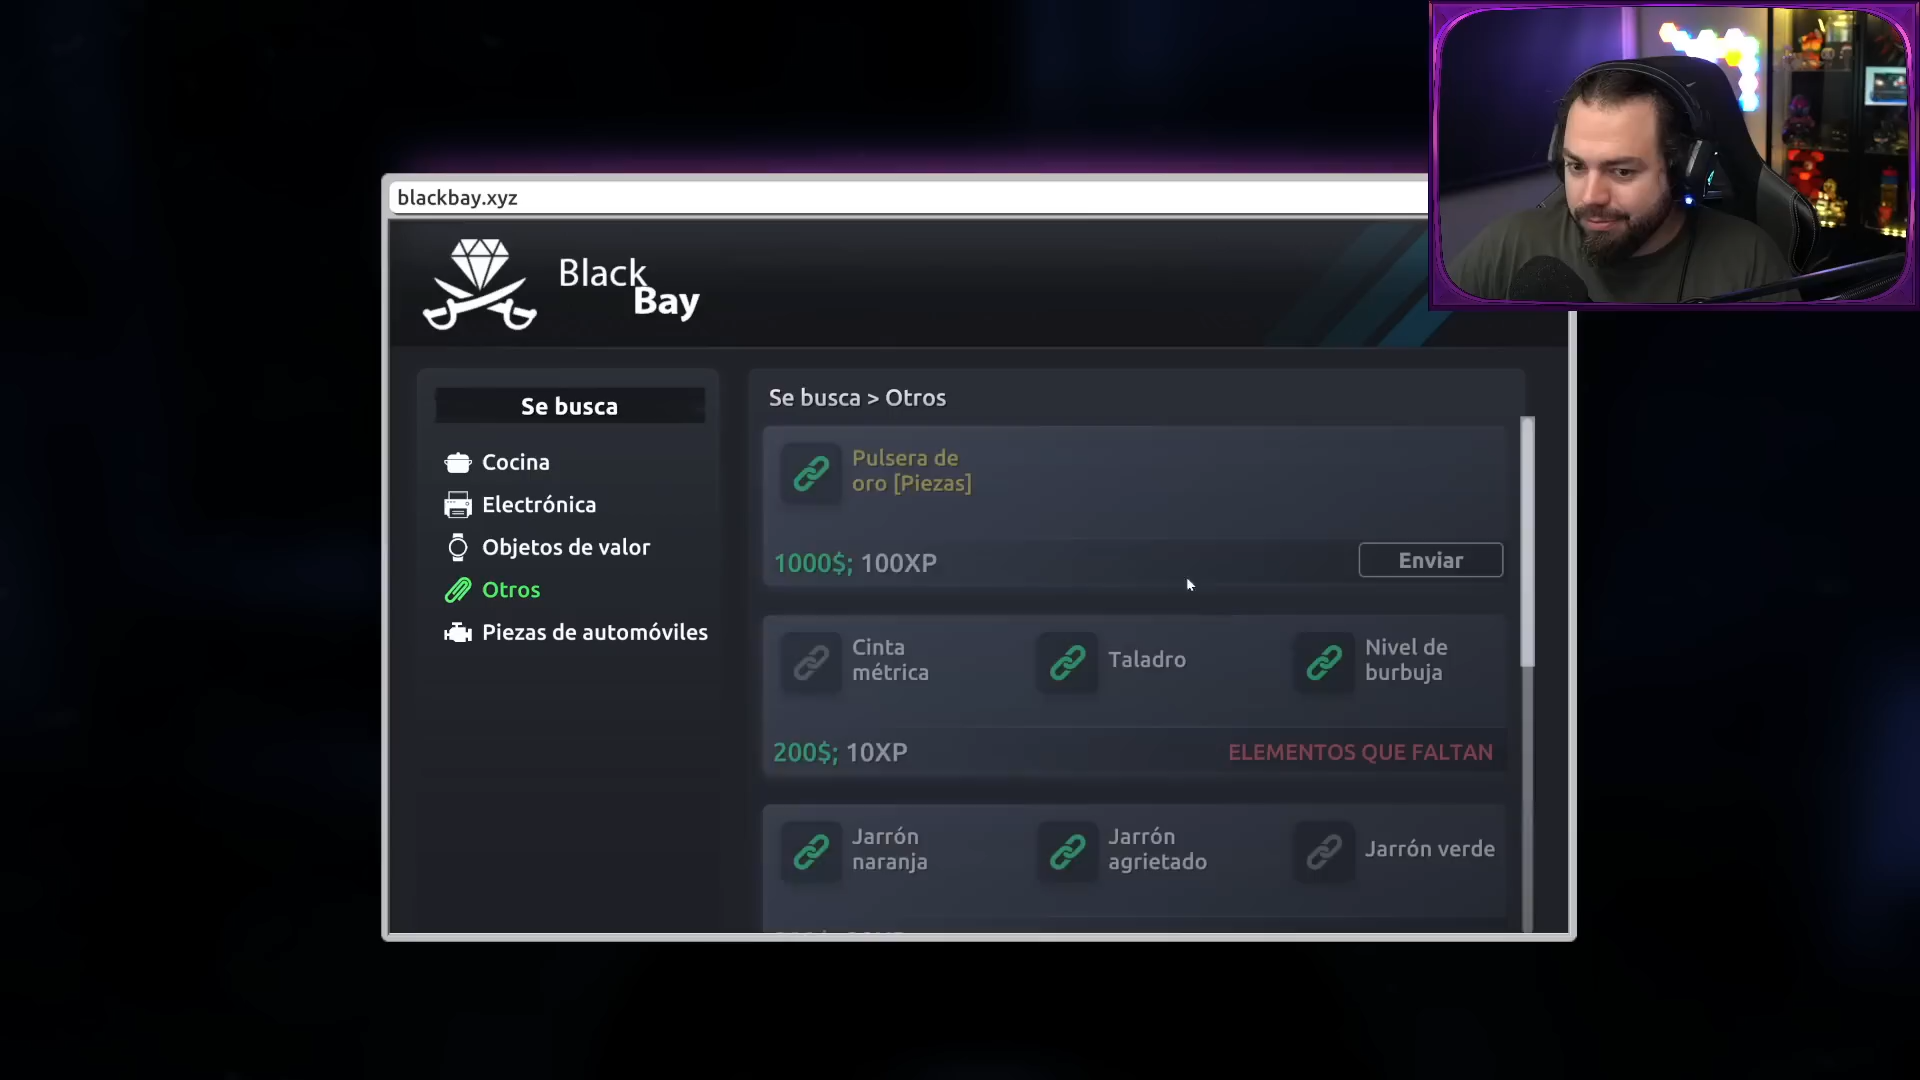 blackbay.xyz
Black
Bay
Se busca
Cocina
Electrónica
Objetos de valor
Otros
Piezas de automóviles
Se busca > Otros
Pulsera de
oro [Piezas]
1000$; 100XP
Enviar
Cinta
métrica
Taladro
Nivel de
burbuja
200$; 10XP
ELEMENTOS QUE FALTAN
Jarrón
naranja
Jarrón
agrietado
Jarrón verde